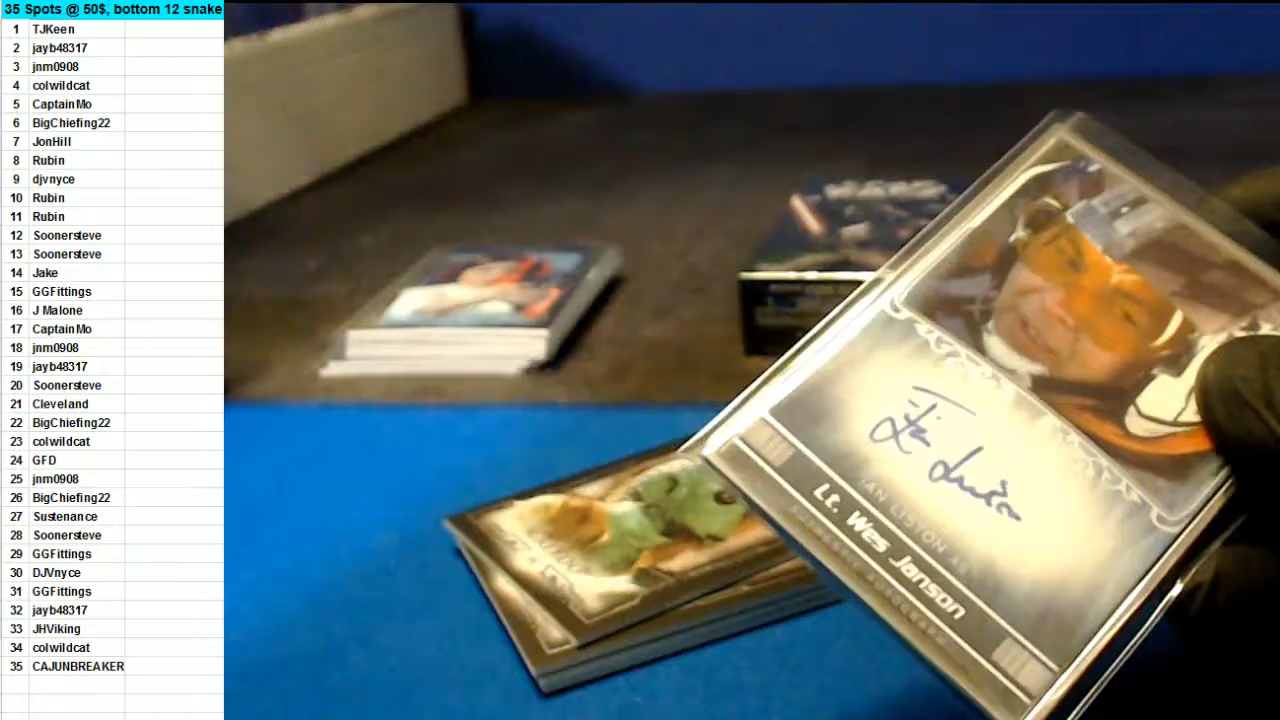 35 Spots @ 50$, bottom 12 snake
1 TJKeen
2 jayb48317
3 jnm0908
4 colwildcat
5 CaptainMo
6 BigChiefing22
7 JonHill
8 Rubin
9 djvnyce
10 Rubin
11 Rubin
12 Soonersteve
13 Soonersteve
14 Jake
15 GGFittings
16 J Malone
17 CaptainMo
18 jnm0908
19 jayb48317
20 Soonersteve
21 Cleveland
22 BigChiefing22
23 colwildcat
24 GFD
25 jnm0908
26 BigChiefing22
27 Sustenance
28 Soonersteve
29 GGFittings
30 DJVnyce
31 GGFittings
32 jayb48317
33 JHViking
34 colwildcat
35 CAJUNBREAKER
IAN LISTON AS
Lt. Wes Janson
AUTHENTIC AUTOGRAPH